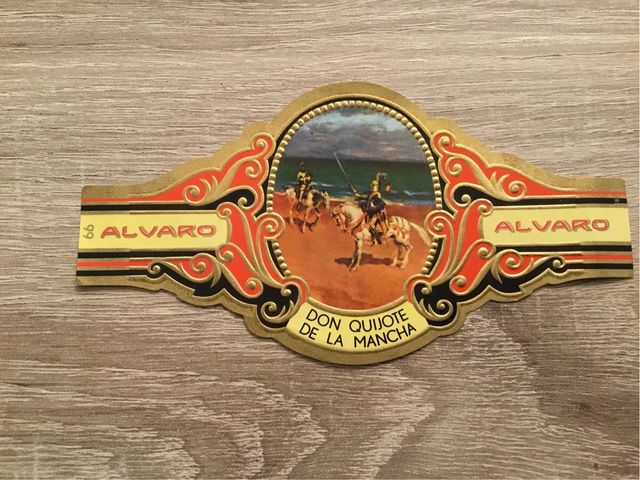 66
ALVARO
ALVARO
DON QUIJOTE
DE LA MANCHA